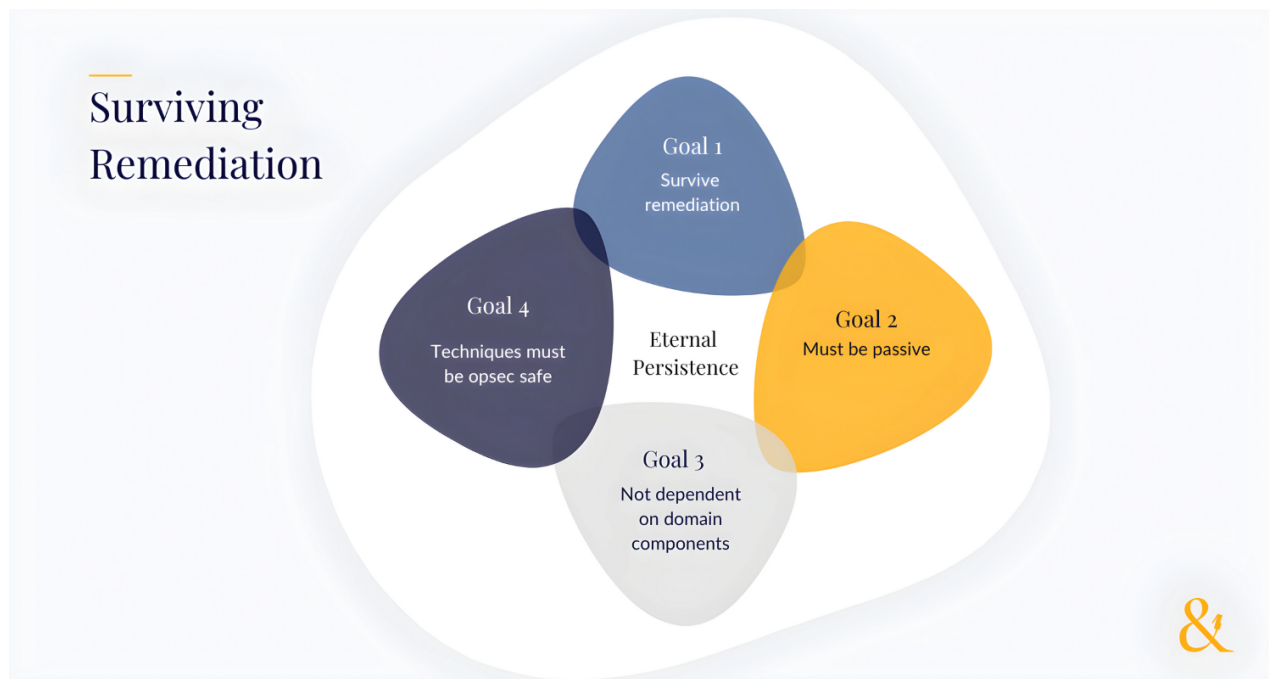 Surviving
Remediation
Goal 1
Survive
remediation
Goal 2
Must be passive
Goal 4
Techniques must
be opsec safe
Eternal
Persistence
Goal 3
Not dependent
on domain
components
&